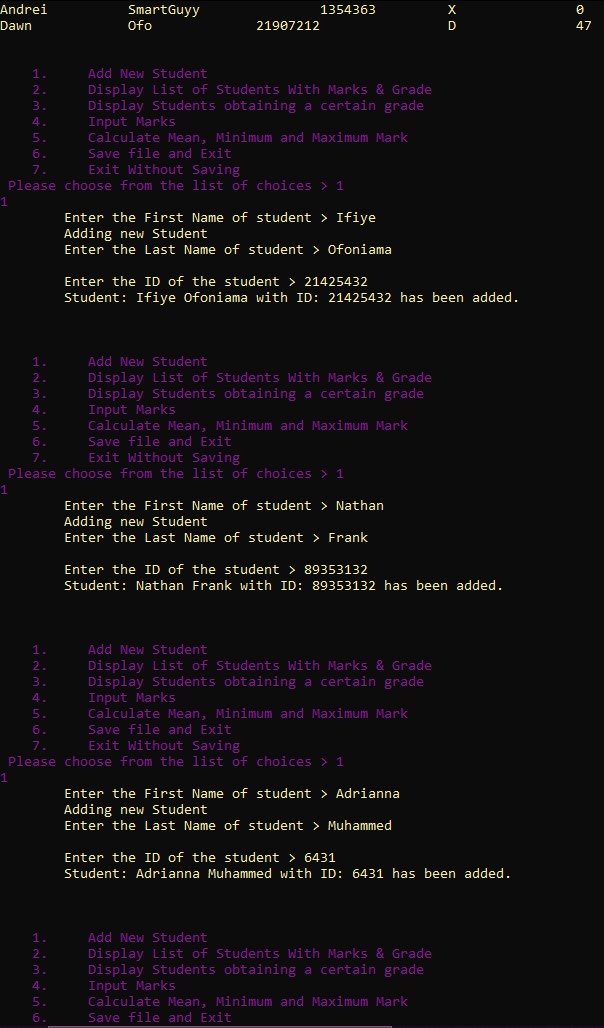 Andrei SmartGuyy 1354363 X 0
Dawn Ofo 21907212 D 47
1. Add New Student
2. Display List of Students With Marks & Grade
3. Display Students obtaining a certain grade
4. Input Marks
5. Calculate Mean, Minimum and Maximum Mark
6. Save file and Exit
7. Exit Without Saving
Please choose from the list of choices > 1
1
Enter the First Name of student > Ifiye
Adding new Student
Enter the Last Name of student > Ofoniama
Enter the ID of the student > 21425432
Student: Ifiye Ofoniama with ID: 21425432 has been added.
1. Add New Student
2. Display List of Students With Marks & Grade
3. Display Students obtaining a certain grade
4. Input Marks
5. Calculate Mean, Minimum and Maximum Mark
6. Save file and Exit
7. Exit Without Saving
Please choose from the list of choices > 1
1
Enter the First Name of student > Nathan
Adding new Student
Enter the Last Name of student > Frank
Enter the ID of the student > 89353132
Student: Nathan Frank with ID: 89353132 has been added.
1. Add New Student
2. Display List of Students With Marks & Grade
3. Display Students obtaining a certain grade
4. Input Marks
5. Calculate Mean, Minimum and Maximum Mark
6. Save file and Exit
7. Exit Without Saving
Please choose from the list of choices > 1
1
Enter the First Name of student > Adrianna
Adding new Student
Enter the Last Name of student > Muhammed
Enter the ID of the student > 6431
Student: Adrianna Muhammed with ID: 6431 has been added.
1. Add New Student
2. Display List of Students With Marks & Grade
3. Display Students obtaining a certain grade
4. Input Marks
5. Calculate Mean, Minimum and Maximum Mark
6. Save file and Exit